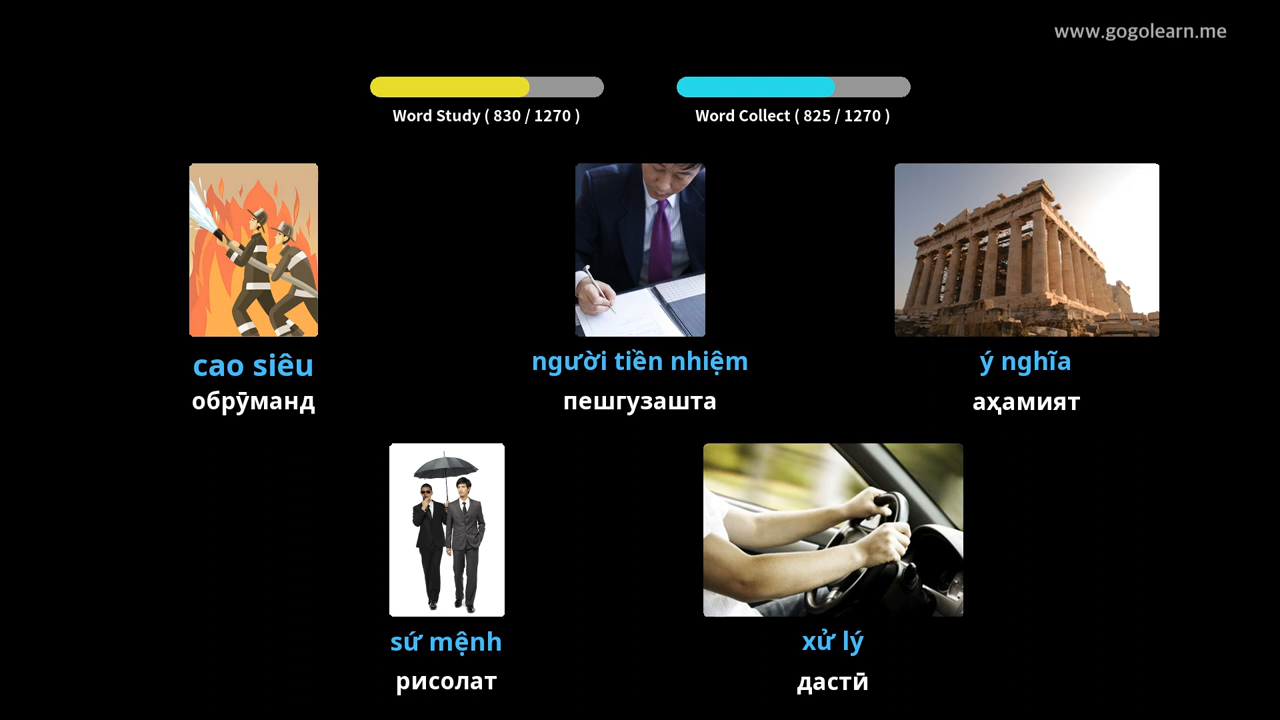 www.gogolearn.me
Word Study ( 830 / 1270 )
Word Collect ( 825 / 1270 )
cao siêu
обрӯманд
người tiền nhiệm
пешгузашта
ý nghĩa
аҳамият
sứ mệnh
рисолат
xử lý
дастӣ